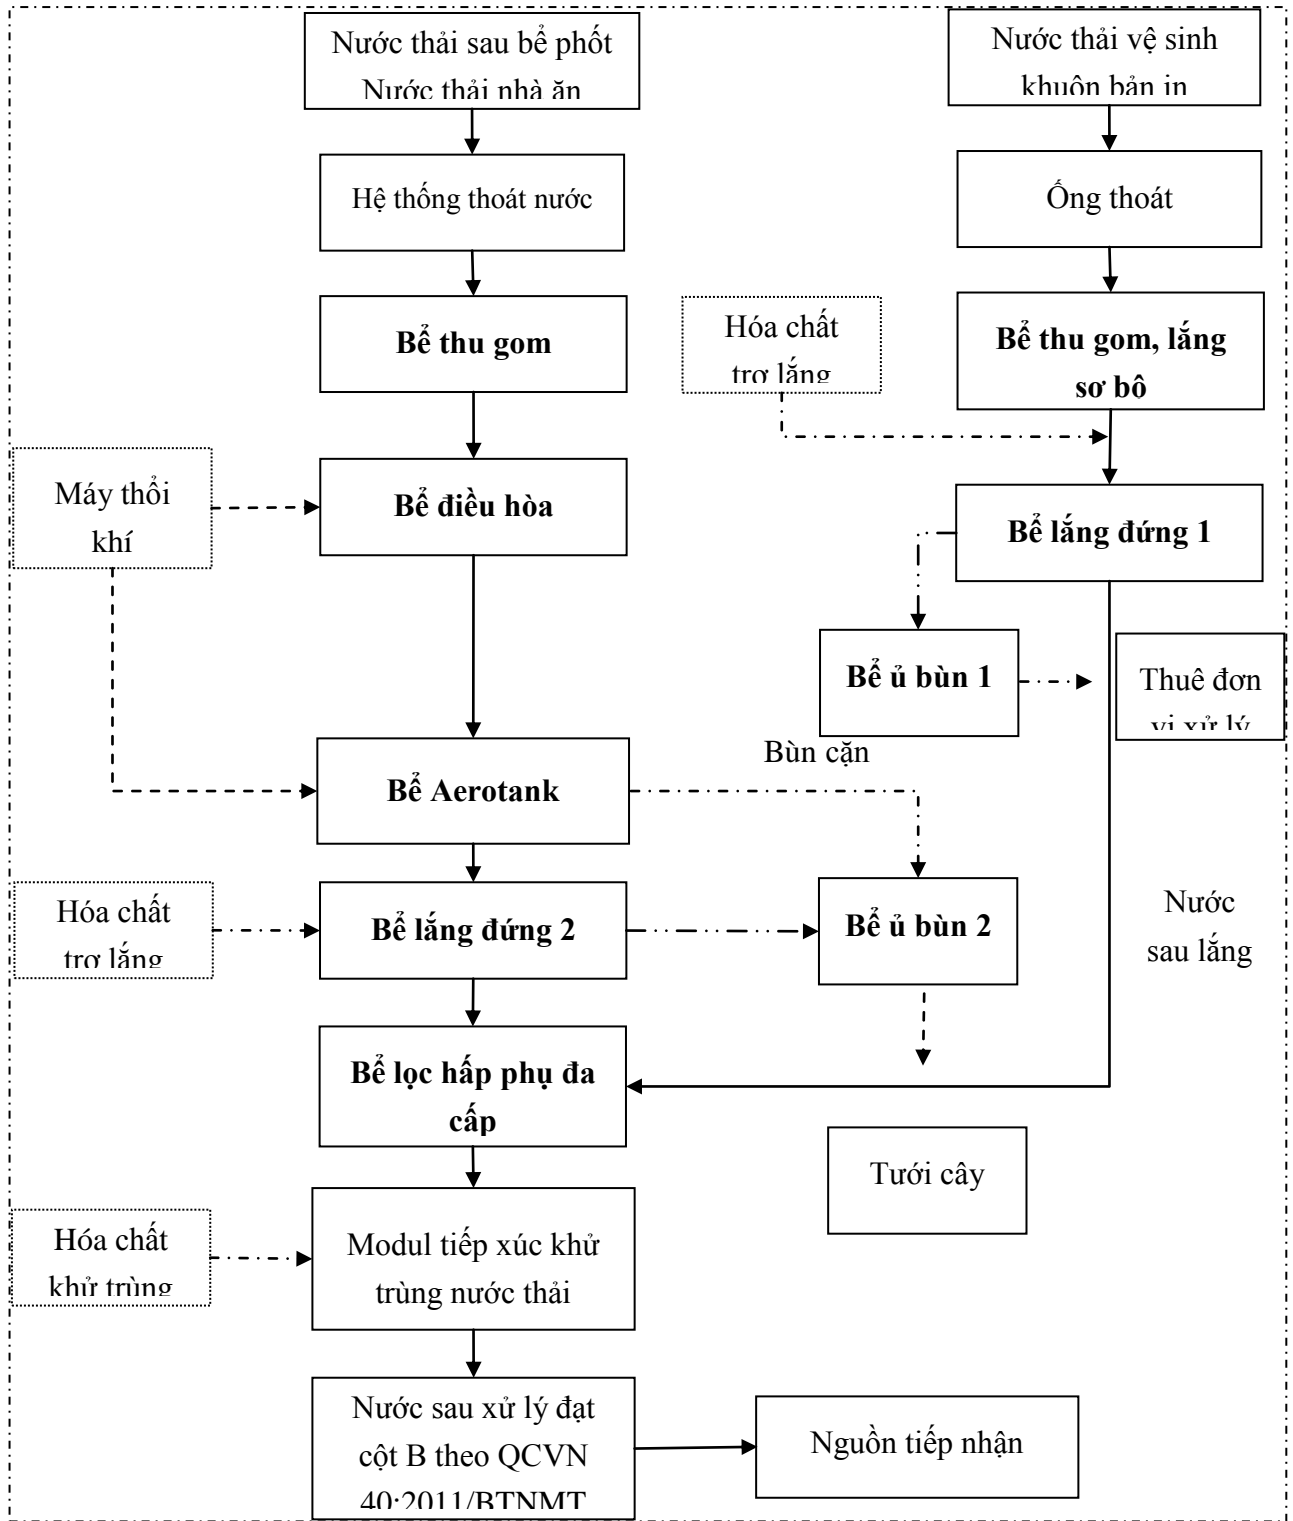 Nước thải sau bể phốt
Nước thải nhà ăn
Hệ thống thoát nước
Bể thu gom
Máy thổi
khí
Bể điều hòa
Bể Aerotank
Hóa chất
trợ lắng
Bể lắng đứng 2
Bể lọc hấp phụ đa
cấp
Hóa chất
khử trùng
Modul tiếp xúc khử
trùng nước thải
Nước sau xử lý đạt
cột B theo QCVN
40:2011/BTNMT
Nguồn tiếp nhận
Nước thải vệ sinh
khuôn bản in
Ống thoát
Hóa chất
trợ lắng
Bể thu gom, lắng
sơ bộ
Bể lắng đứng 1
Bể ủ bùn 1
Thuê đơn
vị xử lý
Bùn cặn
Bể ủ bùn 2
Nước
sau lắng
Tưới cây